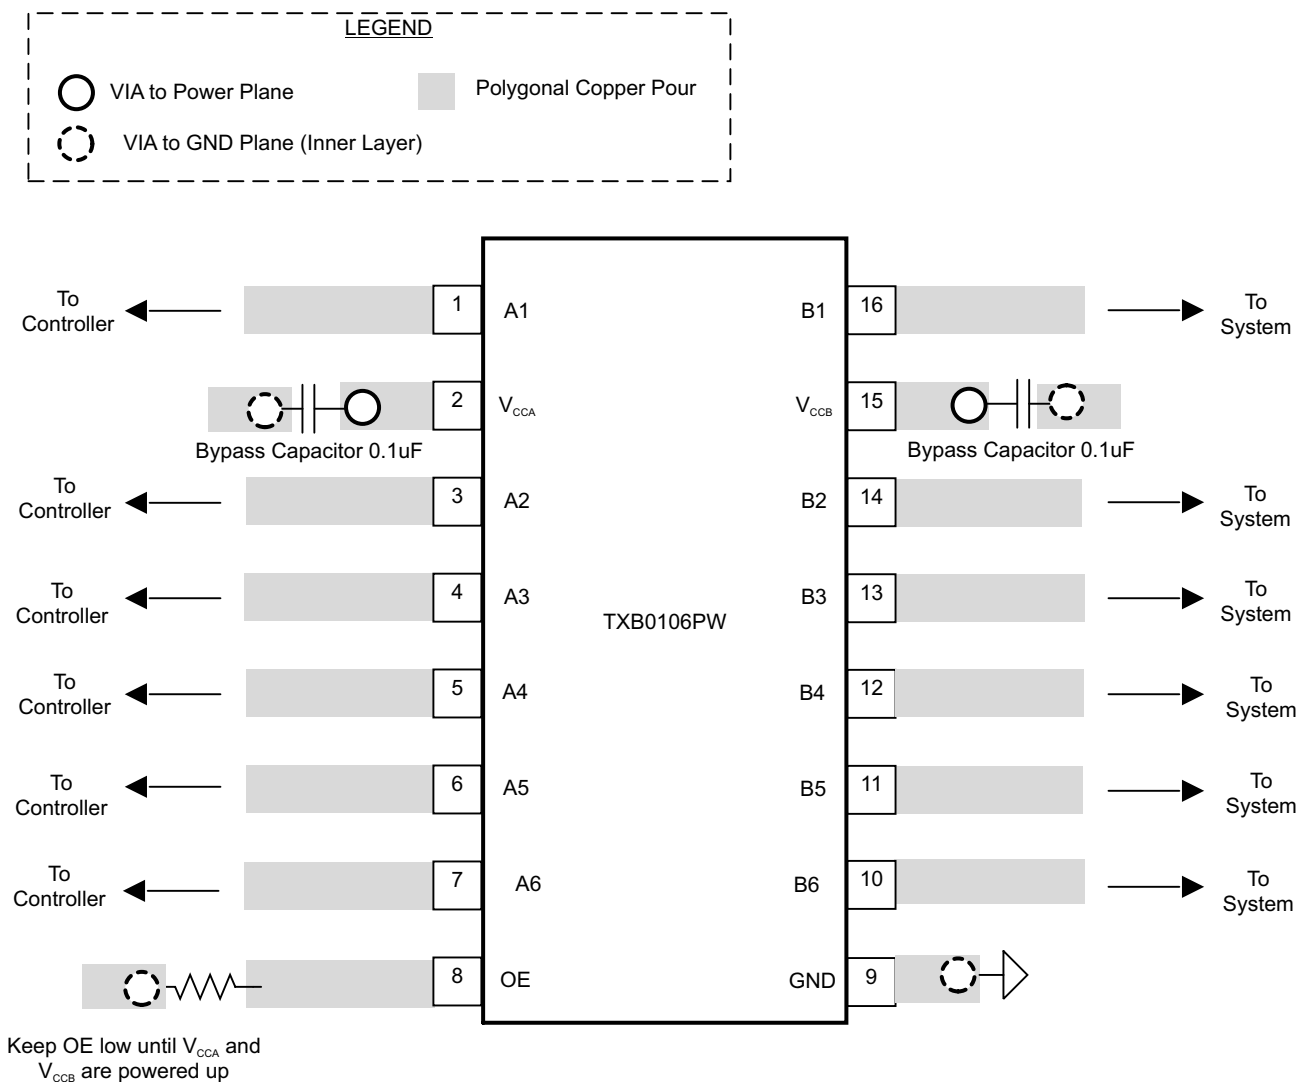 LEGEND
VIA to Power Plane
Polygonal Copper Pour
VIA to GND Plane (Inner Layer)
To
Controller
1
A1
B1
16
To
System
2
VCCA
VCCB
15
Bypass Capacitor 0.1uF
Bypass Capacitor 0.1uF
To
Controller
3
A2
B2
14
To
System
To
Controller
4
A3
B3
13
To
System
TXB0106PW
To
Controller
5
A4
B4
12
To
System
To
Controller
6
A5
B5
11
To
System
To
Controller
7
A6
B6
10
To
System
8
OE
GND
9
Keep OE low until VCCA and
VCCB are powered up